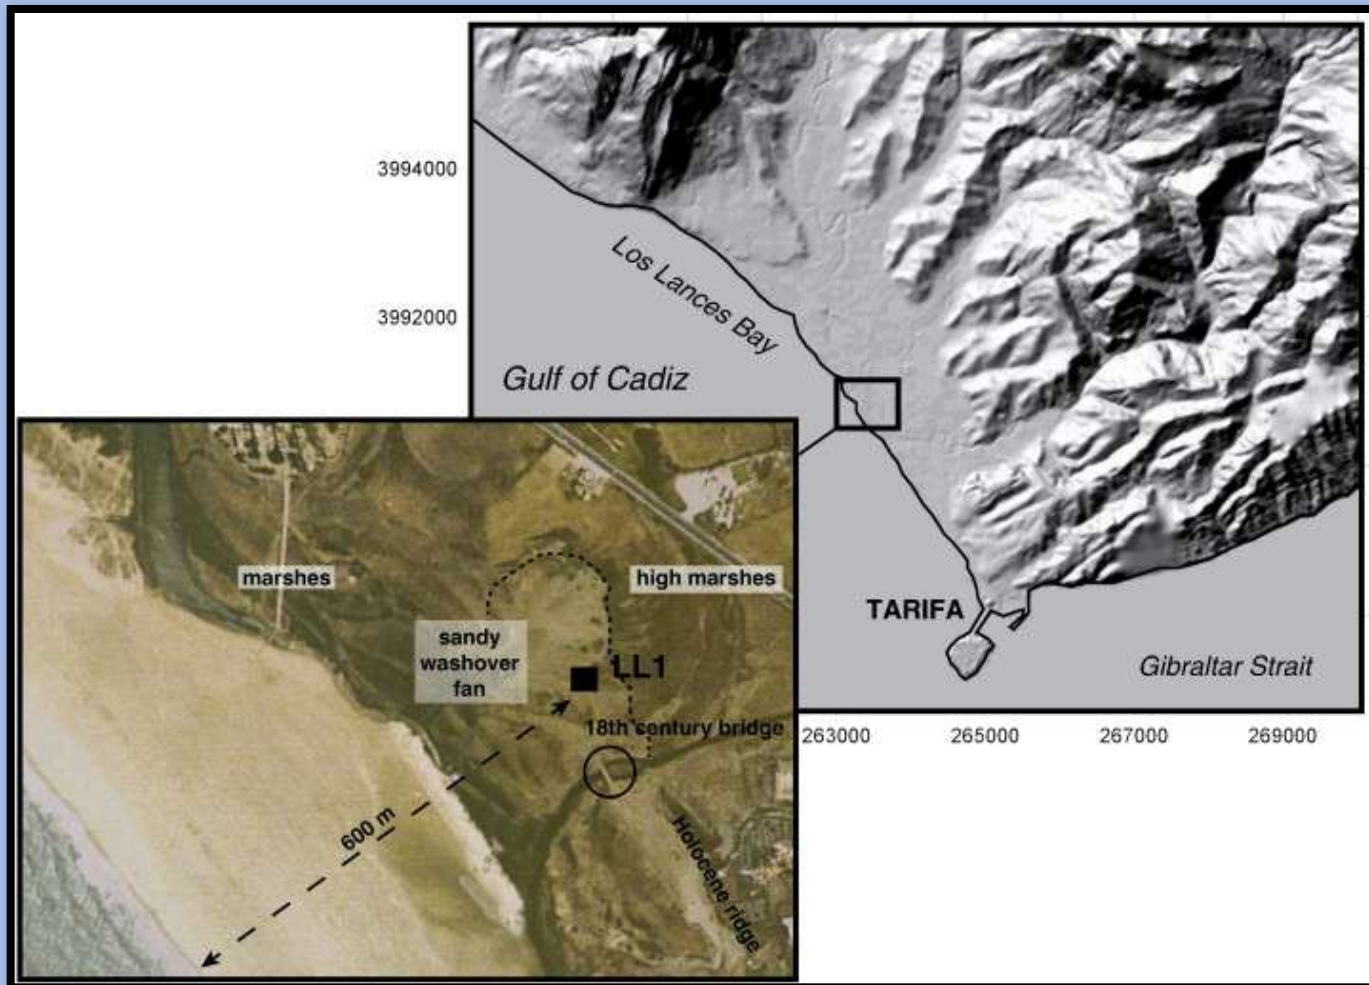 3994000
Los Lances Bay
3992000
Gulf of Cadiz
TARIFA
Gibraltar Strait
263000
265000
267000
269000
marshes
high marshes
sandy
washover
fan
LL1
18th century bridge
600 m
Holocene ridge